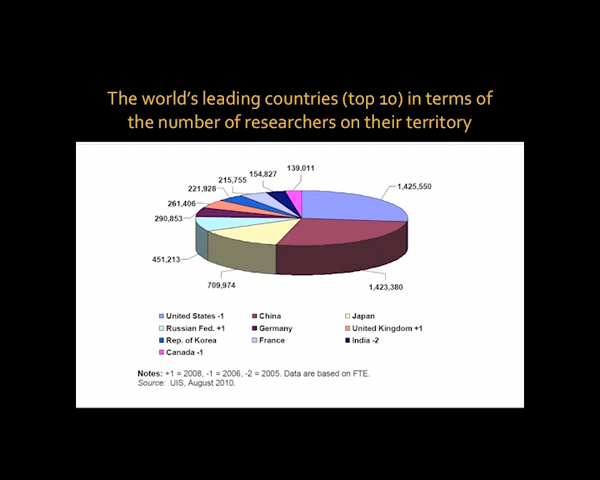 The world's leading countries (top 10) in terms of
the number of researchers on their territory
139,011
154,827
215,755
221,928
261,406
290,853
451,213
709,974
1,425,550
1,423,380
United States -1 China Japan
Russian Fed. +1 Germany United Kingdom +1
Rep. of Korea France India -2
Canada -1
Notes: +1 = 2008, -1 = 2006, -2 = 2005. Data are based on FTE.
Source: UIS, August 2010.